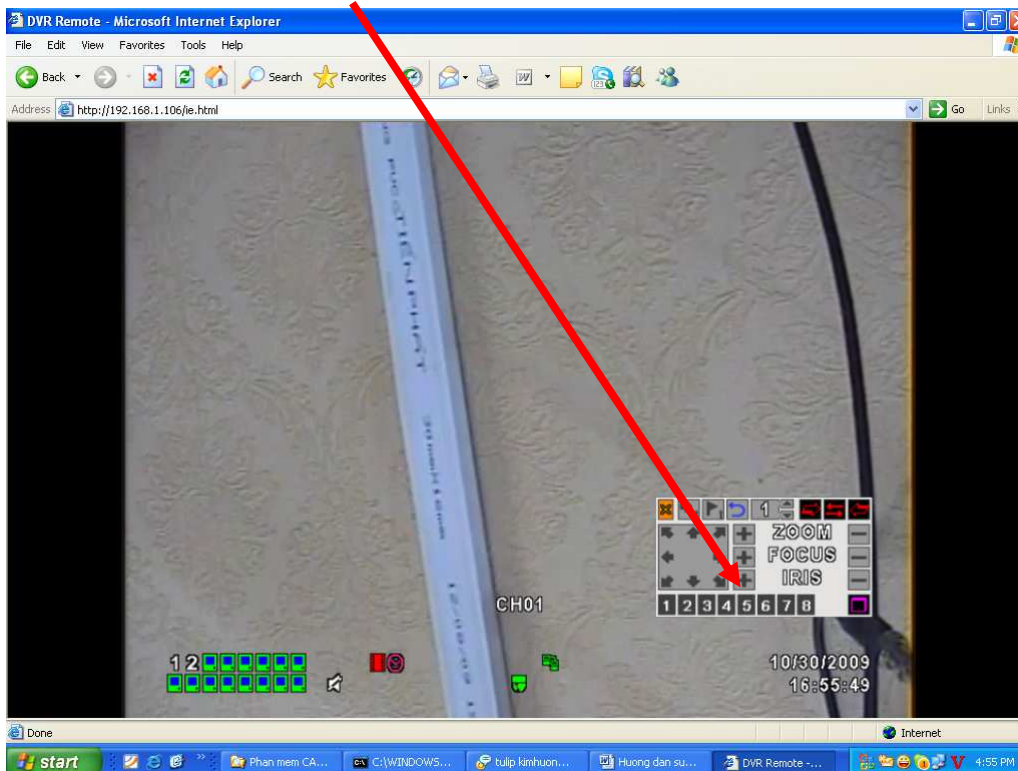 DVR Remote - Microsoft Internet Explorer
File Edit View Favorites Tools Help
Back Search Favorites
Address http://192.168.1.106/ie.html Go Links
1
ZOOM
FOCUS
IRIS
1 2 3 4 5 6 7 8
CH01
1 2
10/30/2009
16:55:49
Done Internet
start Phan mem CA... C:\WINDOWS... tulip kimhuon... Huong dan su... DVR Remote -... 4:55 PM